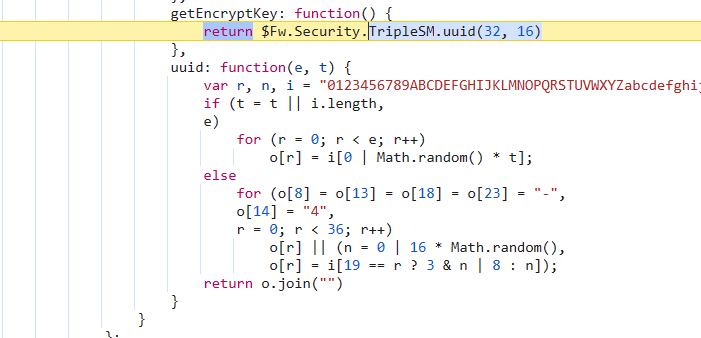 getEncryptKey: function() {
return $Fw.Security.TripleSM.uuid(32, 16)
},
uuid: function(e, t) {
var r, n, i = "0123456789ABCDEFGHIJKLMNOPQRSTUVWXYZabcdefghij
if (t = t || i.length,
e)
for (r = 0; r < e; r++)
o[r] = i[0 | Math.random() * t];
else
for (o[8] = o[13] = o[18] = o[23] = "-",
o[14] = "4",
r = 0; r < 36; r++)
o[r] || (n = 0 | 16 * Math.random(),
o[r] = i[19 == r ? 3 & n | 8 : n]);
return o.join("")
}
}